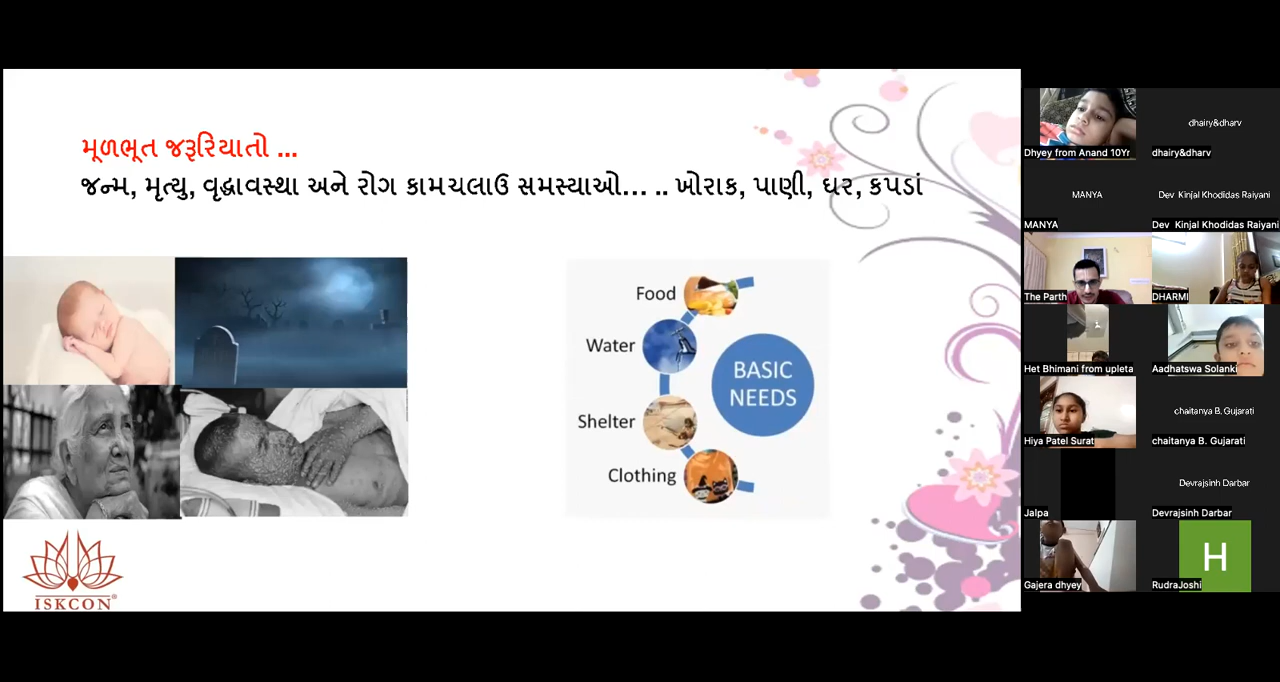 મૂળભૂત જરૂરિયાતો ...
જન્મ, મૃત્યુ, વૃદ્ધાવસ્થા અને રોગ કામચલાઉ સમસ્યાઓ... .. ખોરાક, પાણી, ઘર, કપડાં
Food
Water
Shelter
Clothing
BASIC
NEEDS
ISKCON®
Dhyey from Anand 10Yr
dhairy&dharv
dhairy&dharv
MANYA
MANYA
Dev Kinjal Khodidas Raiyani
Dev Kinjal Khodidas Raiyani
The Parth
DHARMI
Het Bhimani from upleta
Aadhatswa Solanki
Hiya Patel Surat
chaitanya B. Gujarati
chaitanya B. Gujarati
Jalpa
Devrajsinh Darbar
Devrajsinh Darbar
Gajera dhyey
H
RudraJoshi